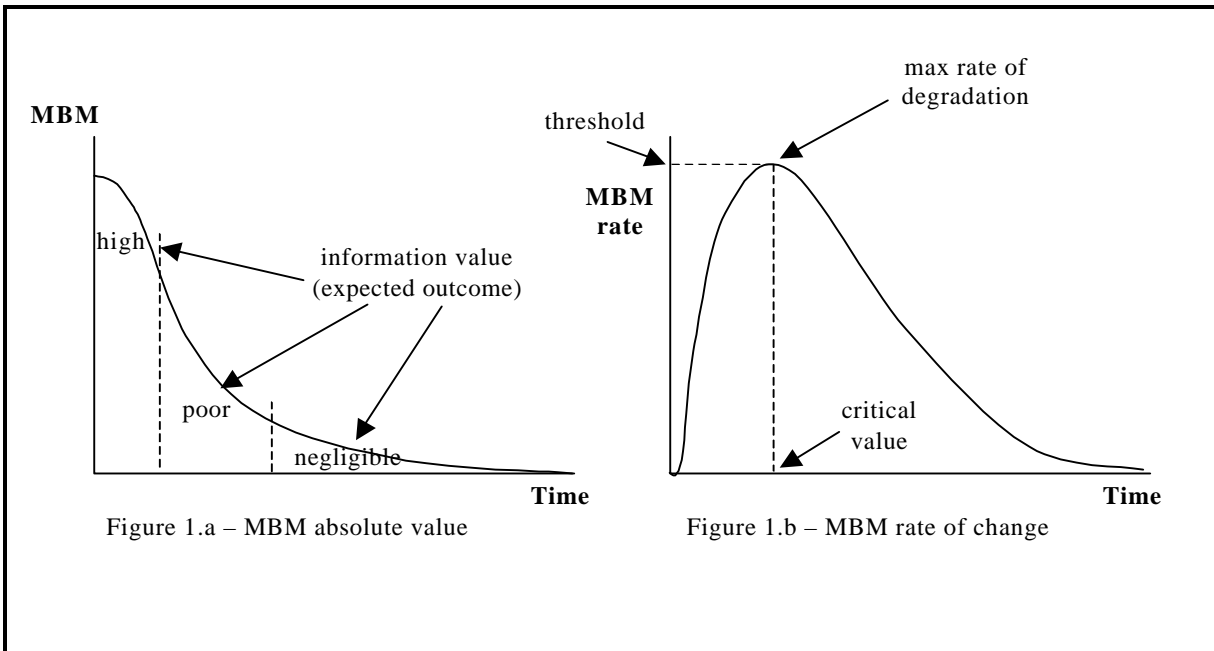 MBM
high
information value
(expected outcome)
poor
negligible
Time
Figure 1.a – MBM absolute value
max rate of
degradation
threshold
MBM
rate
critical
value
Time
Figure 1.b – MBM rate of change